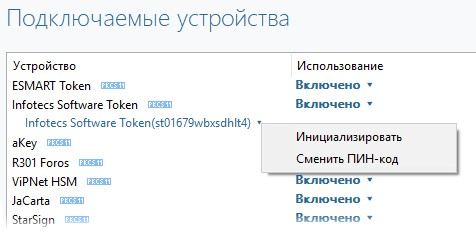 Подключаемые устройства
Устройство Использование
ESMART Token PKCS 11 Включено
Infotecs Software Token PKCS 11 Включено
Infotecs Software Token(st01679wbxsdhlt4)
Инициализировать
aKey PKCS 11
Сменить ПИН-код
R301 Foros PKCS 11
ViPNet HSM PKCS 11 Включено
JaCarta PKCS 11 Включено
StarSign PKCS 11 Включено